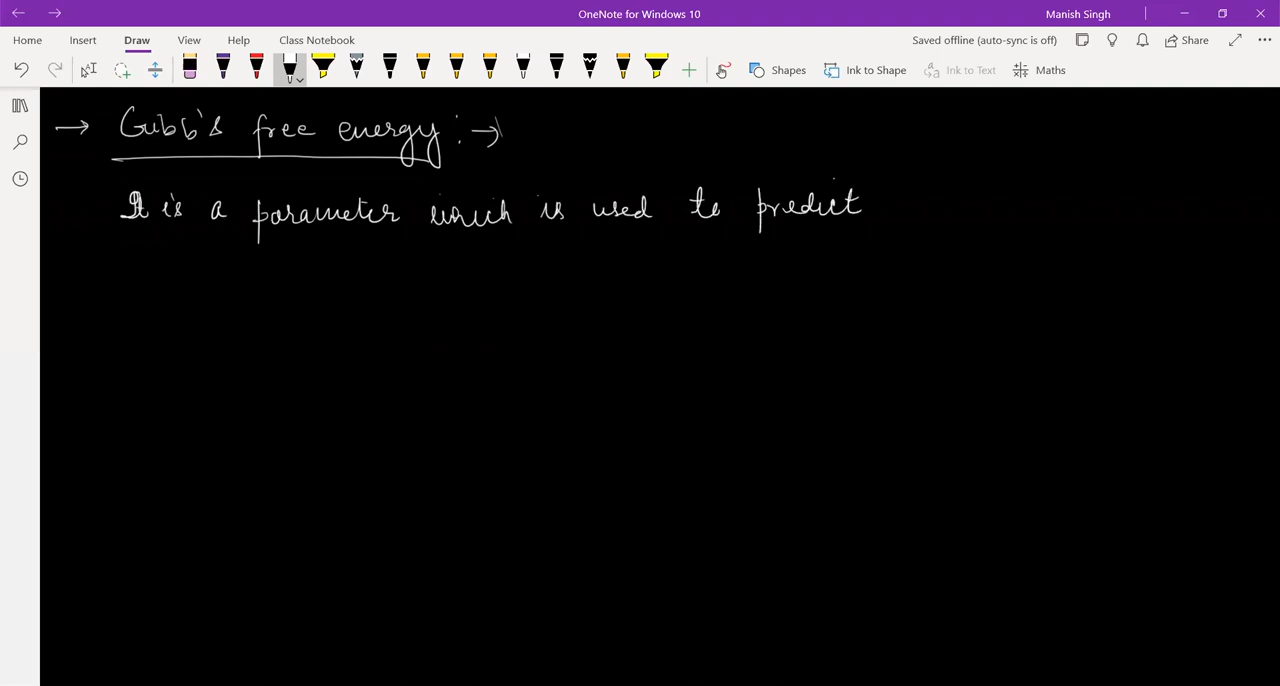 OneNote for Windows 10
Manish Singh
Home Insert Draw View Help Class Notebook
Saved offline (auto-sync is off) Share
Shapes Ink to Shape Ink to Text Maths
→ Gibb's free energy :→
It is a parameter which is used to predict